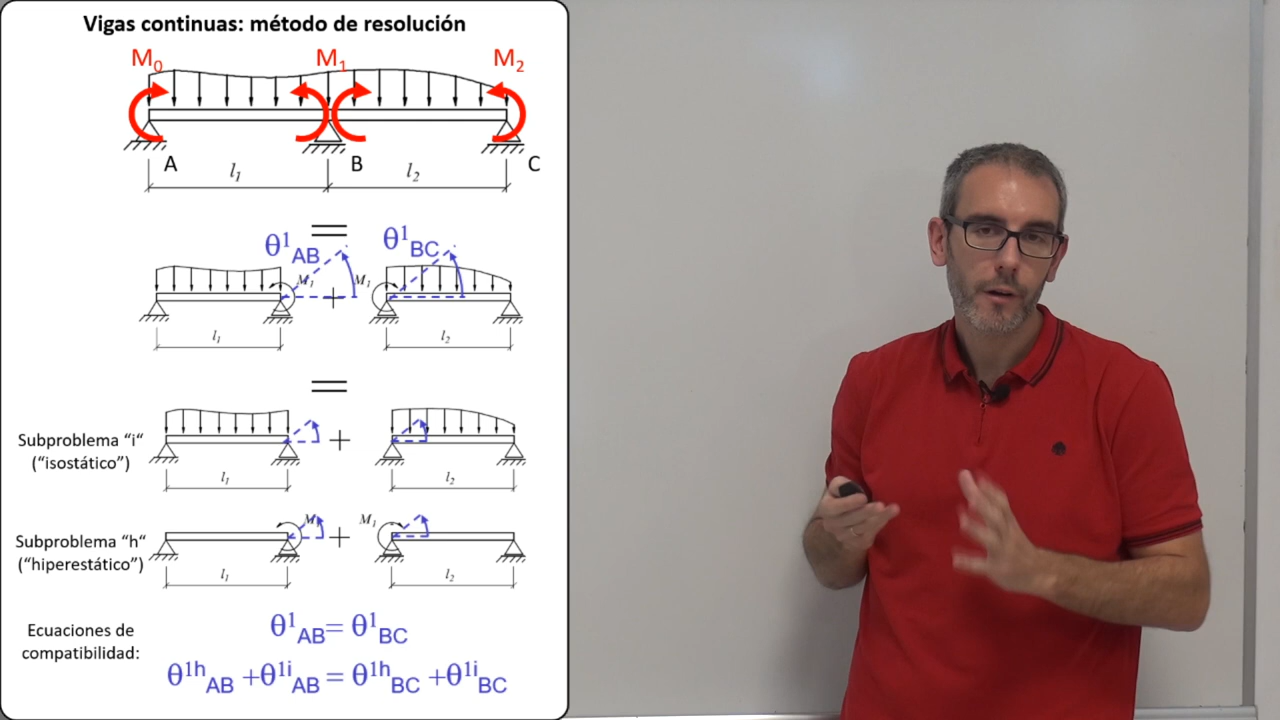 Vigas continuas: método de resolución
M₀ M₁ M₂
A B C
l₁ l₂
=
θ¹AB θ¹BC
M₁ + M₁
l₁ l₂
=
Subproblema “i“
(“isostático”)
+
l₁ l₂
Subproblema “h“
(“hiperestático”)
M + M₁
l₁ l₂
Ecuaciones de
compatibilidad:
θ¹AB= θ¹BC
θ¹ʰAB +θ¹ⁱAB = θ¹ʰBC +θ¹ⁱBC